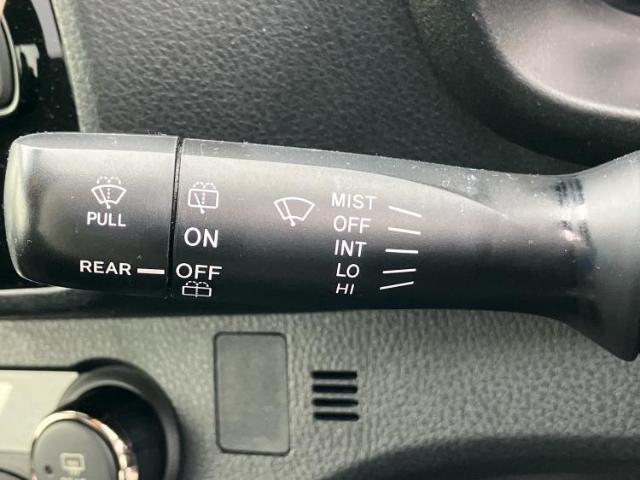 PULL
REAR
ON
OFF
MIST
OFF
INT
LO
HI